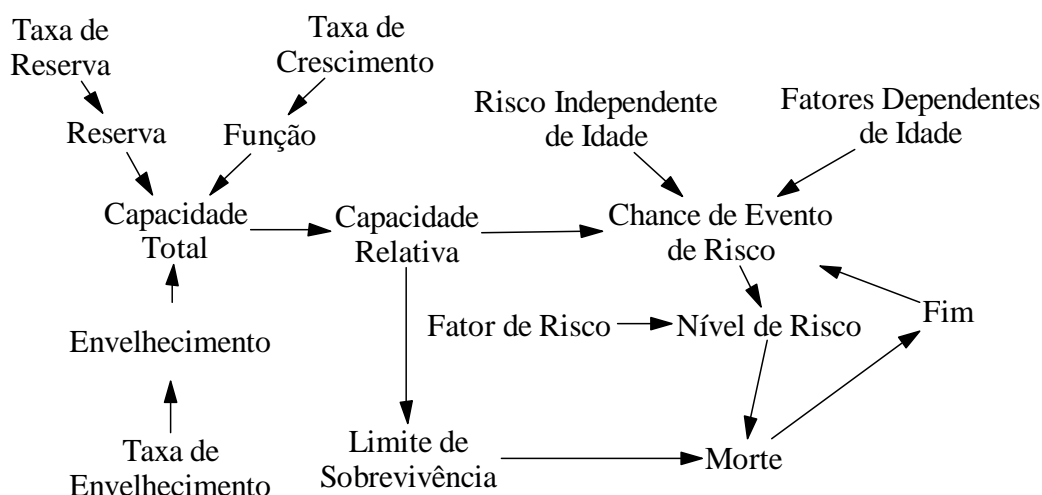 Taxa de
Reserva
Taxa de
Crescimento
Reserva
Função
Risco Independente
de Idade
Fatores Dependentes
de Idade
Capacidade
Total
Capacidade
Relativa
Chance de Evento
de Risco
Envelhecimento
Fator de Risco
Nível de Risco
Fim
Taxa de
Envelhecimento
Limite de
Sobrevivência
Morte